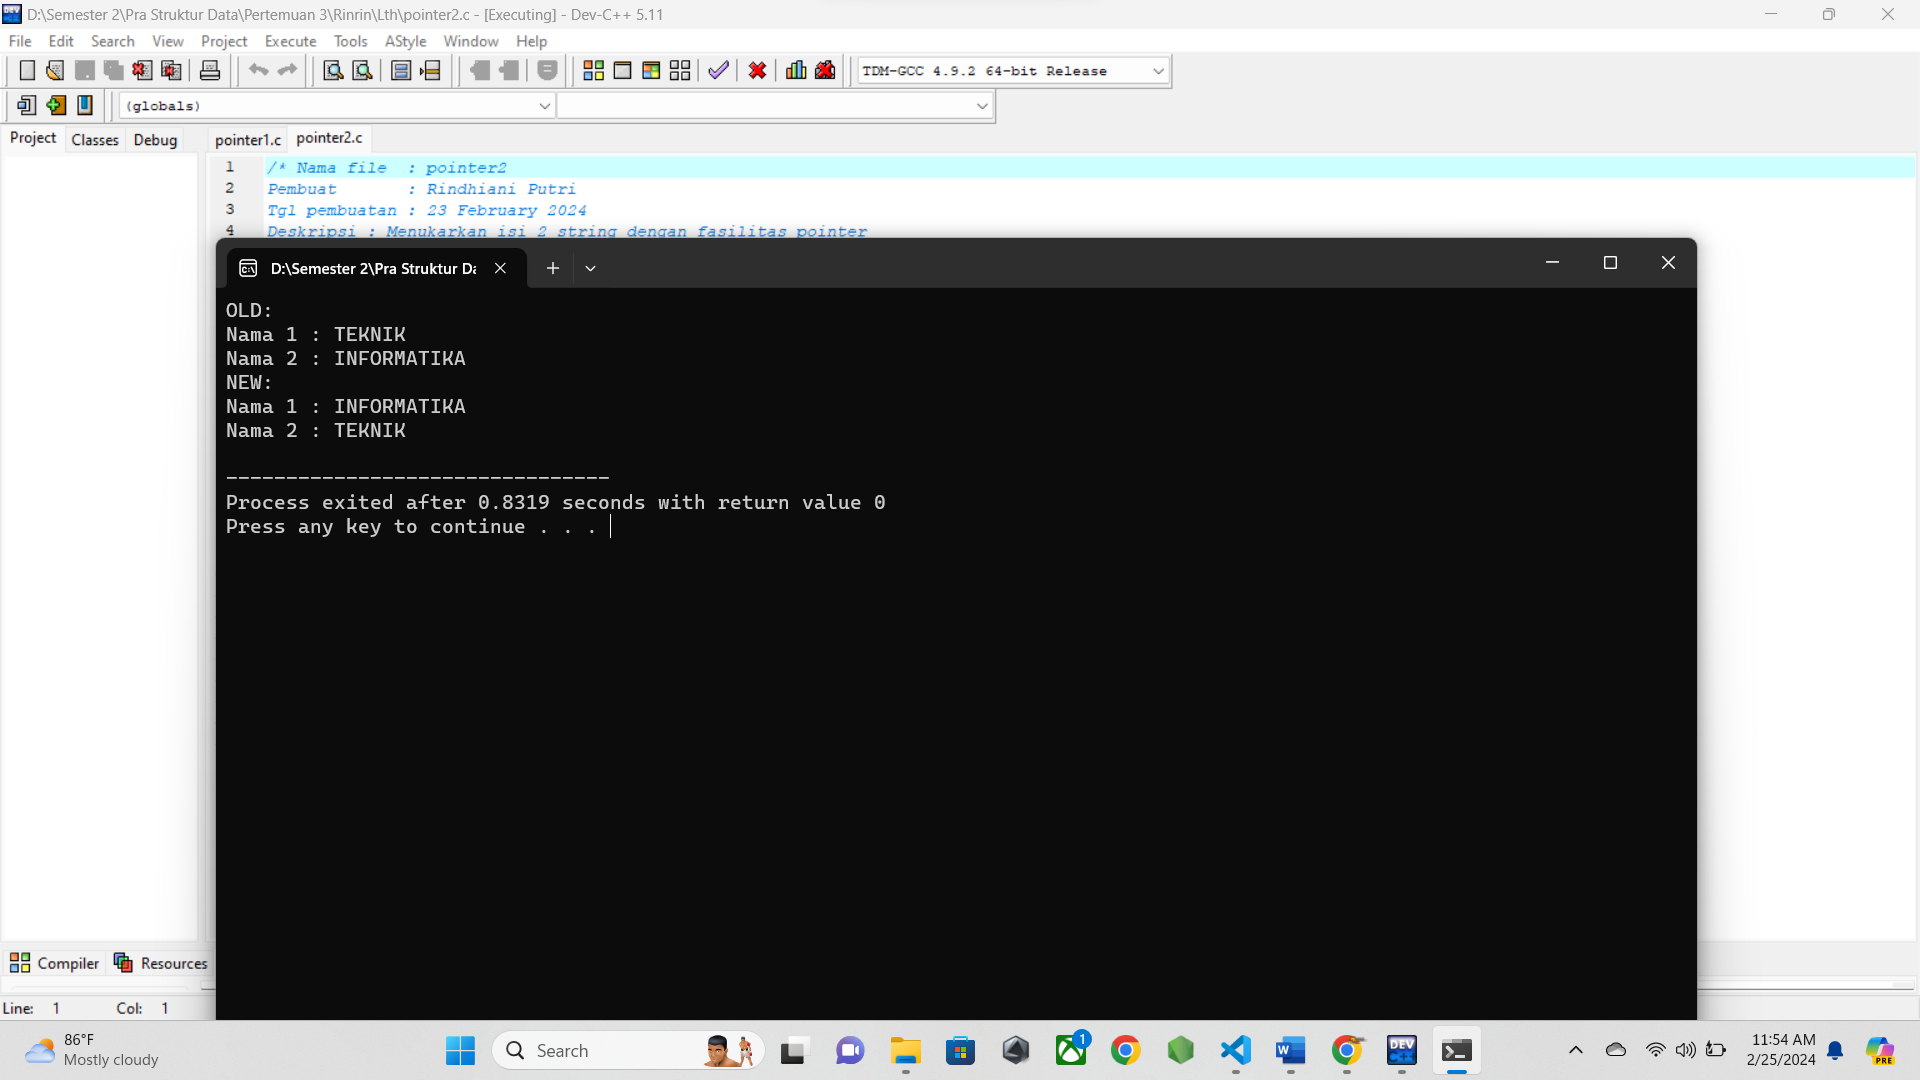 D:\Semester 2\Pra Struktur Data\Pertemuan 3\Rinrin\Lth\pointer2.c - [Executing] - Dev-C++ 5.11
File Edit Search View Project Execute Tools AStyle Window Help
TDM-GCC 4.9.2 64-bit Release
(globals)
Project Classes Debug pointer1.c pointer2.c
1 /* Nama file : pointer2
2 Pembuat : Rindhiani Putri
3 Tgl pembuatan : 23 February 2024
4 Deskripsi : Menukarkan isi 2 string dengan fasilitas pointer
D:\Semester 2\Pra Struktur Da
OLD:
Nama 1 : TEKNIK
Nama 2 : INFORMATIKA
NEW:
Nama 1 : INFORMATIKA
Nama 2 : TEKNIK
--------------------------------
Process exited after 0.8319 seconds with return value 0
Press any key to continue . . .
Compiler Resources
Line: 1 Col: 1
86°F
Mostly cloudy
Search
1
DEV C++
PRE
11:54 AM
2/25/2024